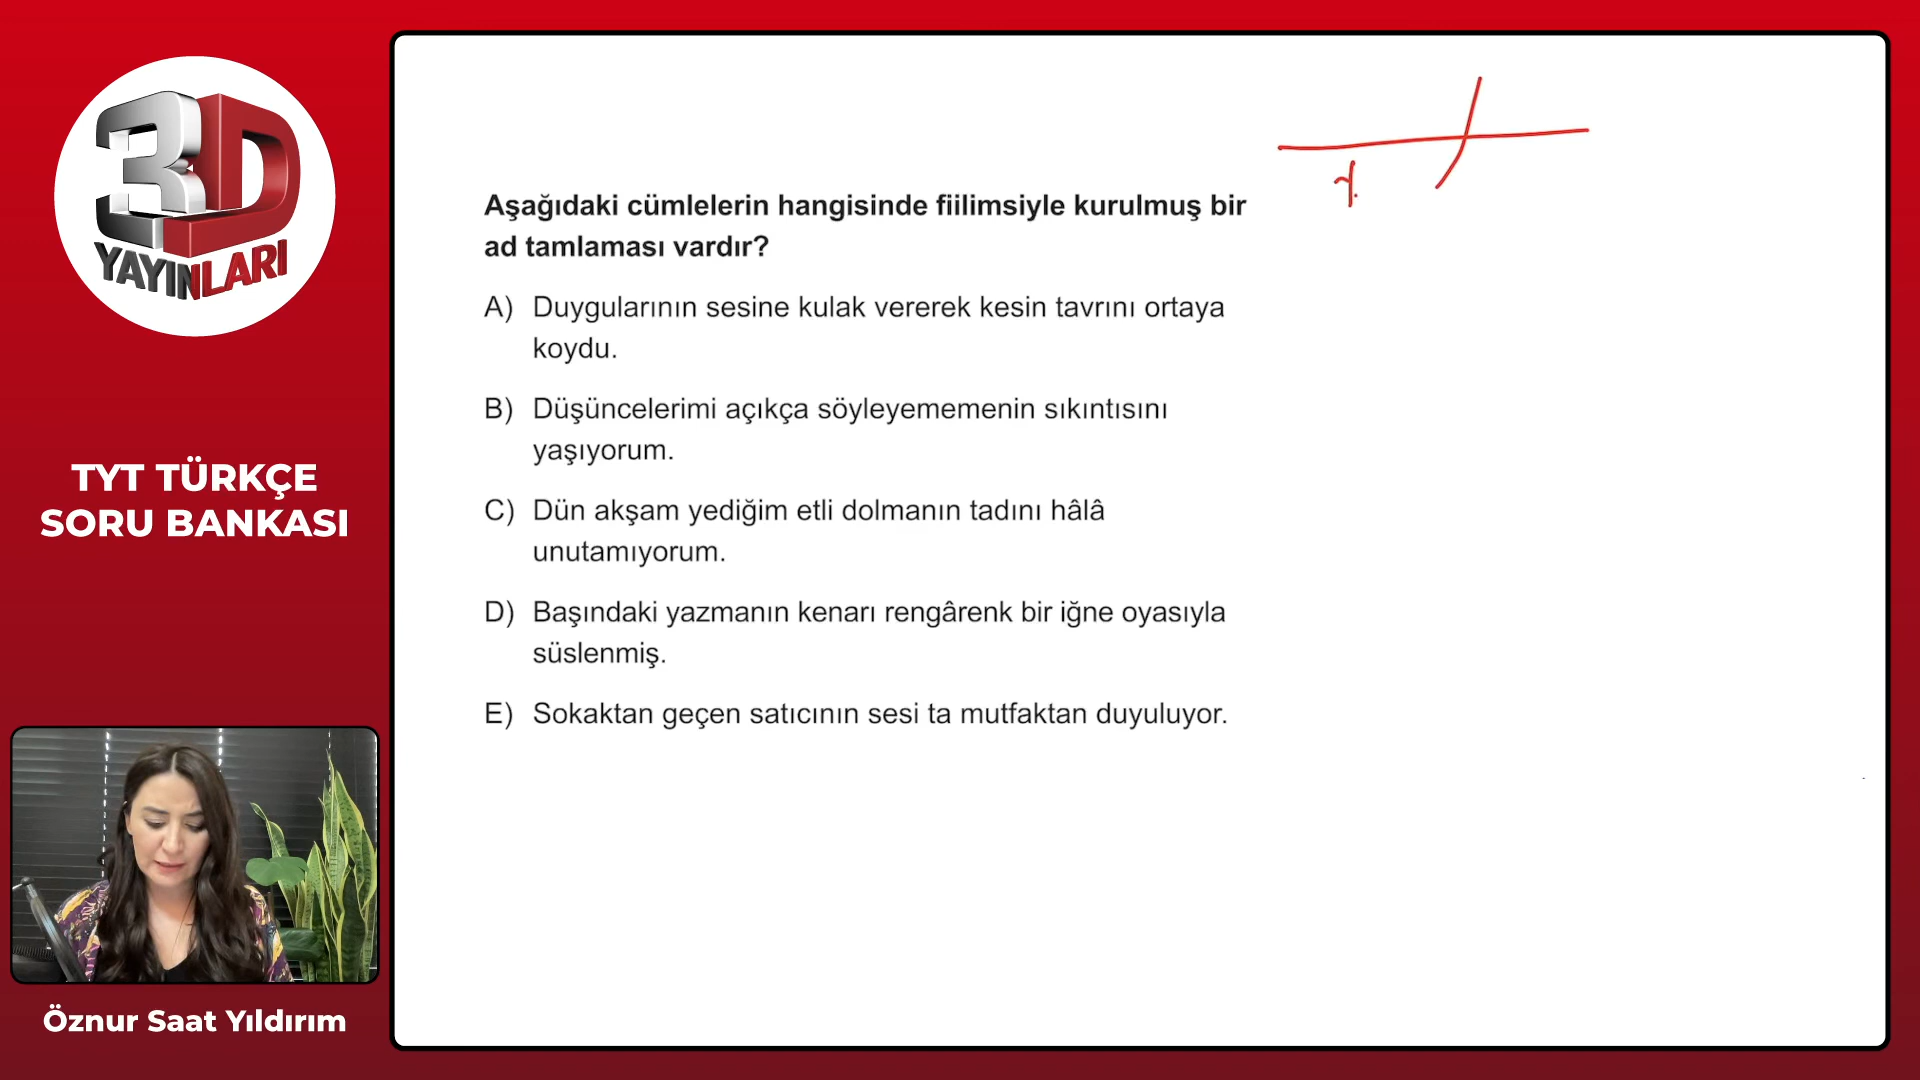 3D
YAYINLARI
TYT TÜRKÇE
SORU BANKASI
Öznur Saat Yıldırım
Aşağıdaki cümlelerin hangisinde fiilimsiyle kurulmuş bir
ad tamlaması vardır?
A) Duygularının sesine kulak vererek kesin tavrını ortaya
koydu.
B) Düşüncelerimi açıkça söyleyememenin sıkıntısını
yaşıyorum.
C) Dün akşam yediğim etli dolmanın tadını hâlâ
unutamıyorum.
D) Başındaki yazmanın kenarı rengârenk bir iğne oyasıyla
süslenmiş.
E) Sokaktan geçen satıcının sesi ta mutfaktan duyuluyor.